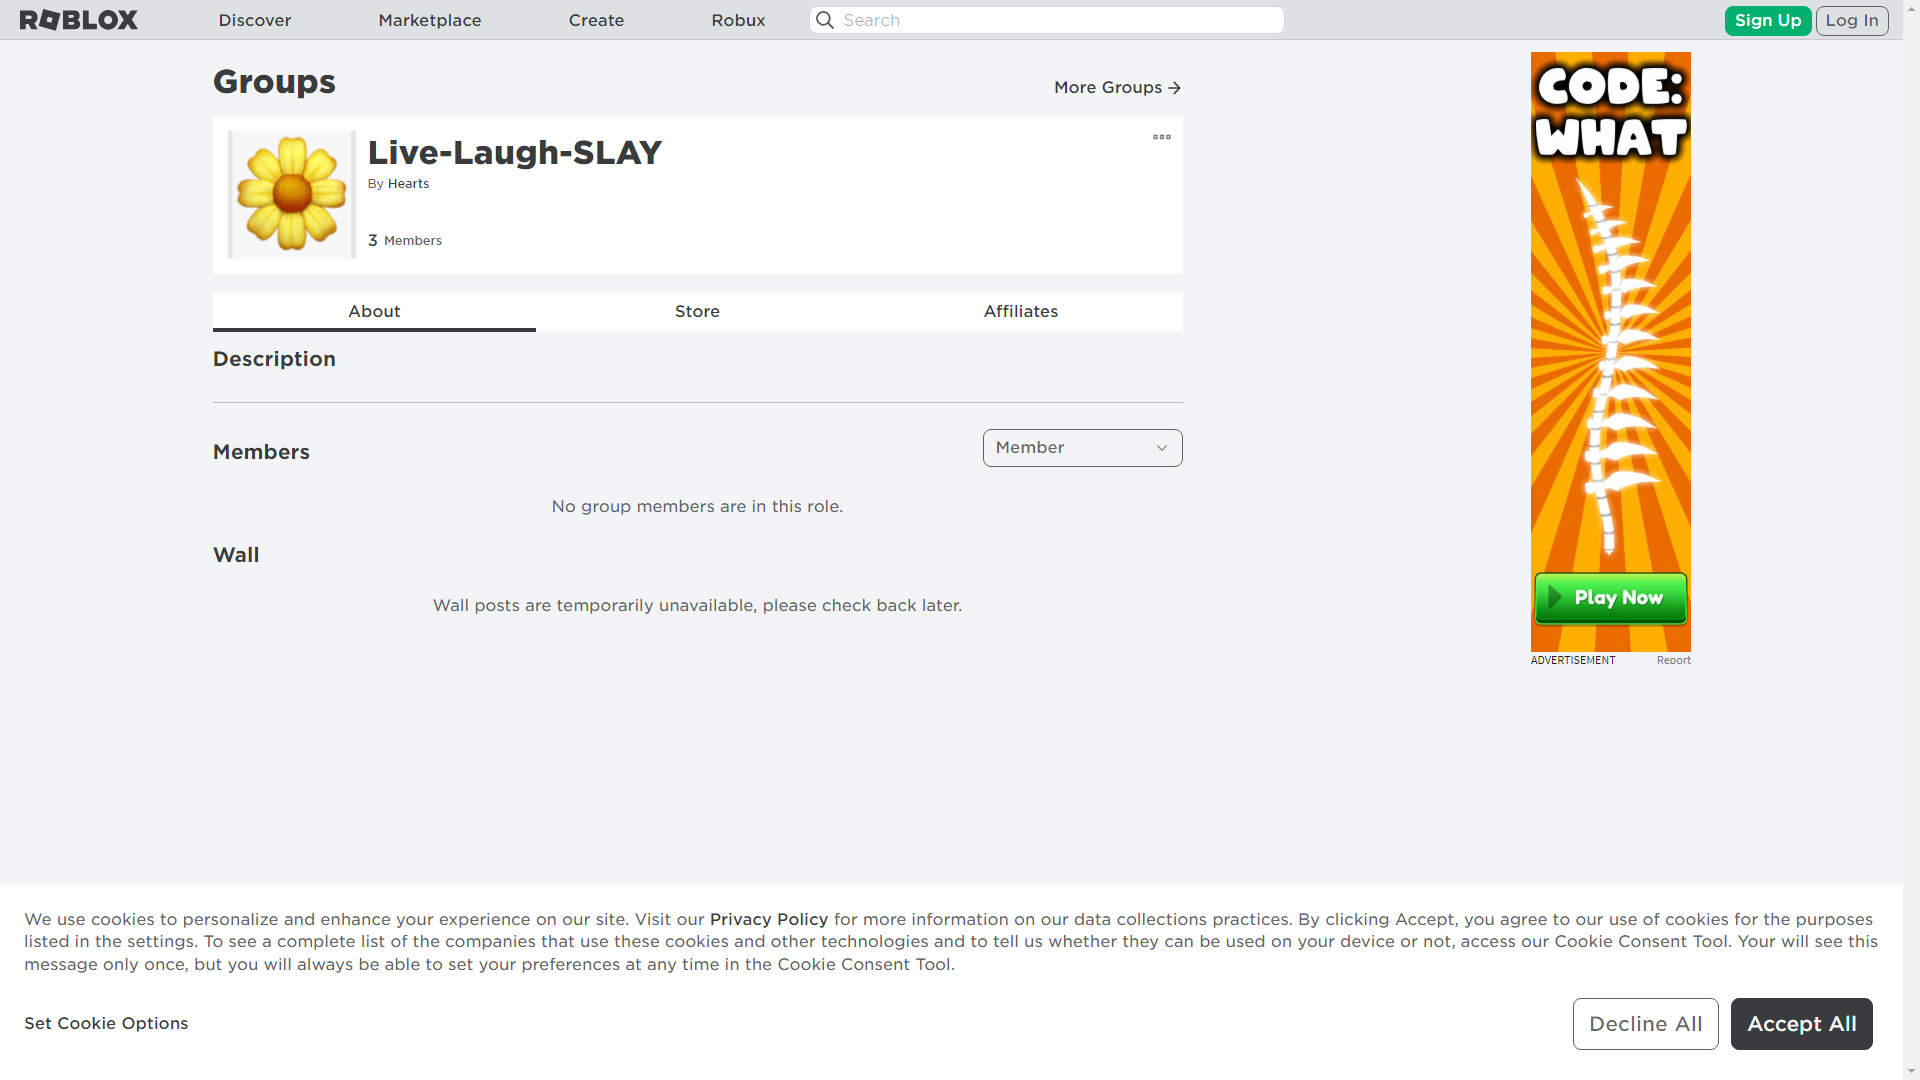 ROBLOX
Discover
Marketplace
Create
Robux
Search
Sign Up
Log In
Groups
More Groups
Live-Laugh-SLAY
By Hearts
3 Members
About
Store
Affiliates
Description
Members
Member
No group members are in this role.
Wall
Wall posts are temporarily unavailable, please check back later.
CODE:
WHAT
Play Now
ADVERTISEMENT
Report
We use cookies to personalize and enhance your experience on our site. Visit our Privacy Policy for more information on our data collections practices. By clicking Accept, you agree to our use of cookies for the purposes
listed in the settings. To see a complete list of the companies that use these cookies and other technologies and to tell us whether they can be used on your device or not, access our Cookie Consent Tool. Your will see this
message only once, but you will always be able to set your preferences at any time in the Cookie Consent Tool.
Set Cookie Options
Decline All
Accept All